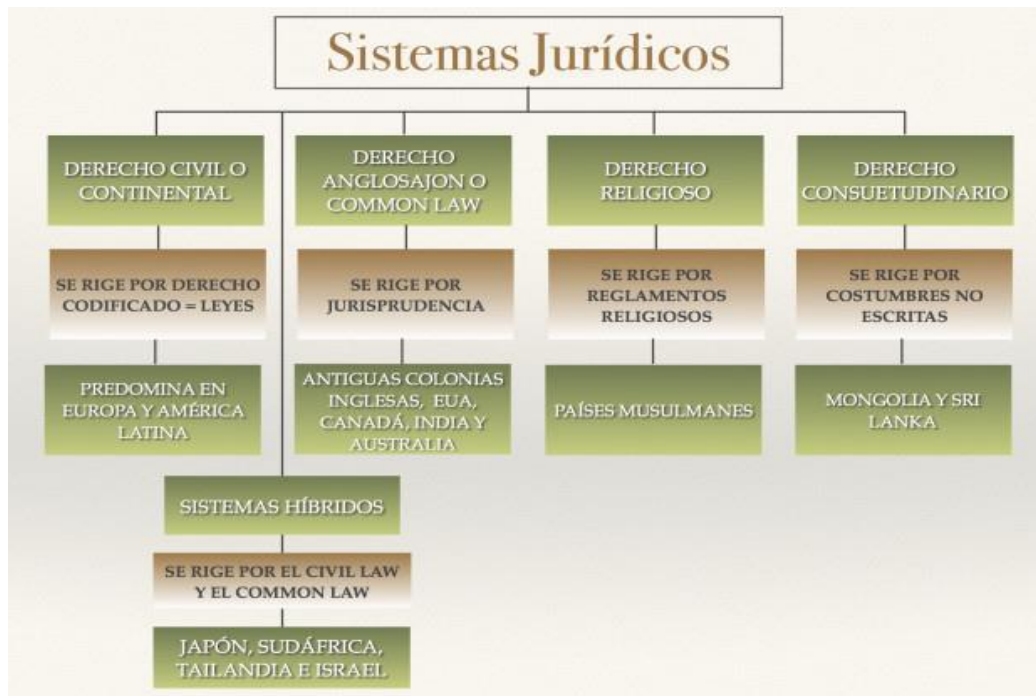 Sistemas Jurídicos
DERECHO CIVIL O
CONTINENTAL
SE RIGE POR DERECHO
CODIFICADO = LEYES
PREDOMINA EN
EUROPA Y AMÉRICA
LATINA
DERECHO
ANGLOSAJON O
COMMON LAW
SE RIGE POR
JURISPRUDENCIA
ANTIGUAS COLONIAS
INGLESAS, EUA,
CANADÁ, INDIA Y
AUSTRALIA
DERECHO
RELIGIOSO
SE RIGE POR
REGLAMENTOS
RELIGIOSOS
PAÍSES MUSULMANES
DERECHO
CONSUETUDINARIO
SE RIGE POR
COSTUMBRES NO
ESCRITAS
MONGOLIA Y SRI
LANKA
SISTEMAS HÍBRIDOS
SE RIGE POR EL CIVIL LAW
Y EL COMMON LAW
JAPÓN, SUDÁFRICA,
TAILANDIA E ISRAEL